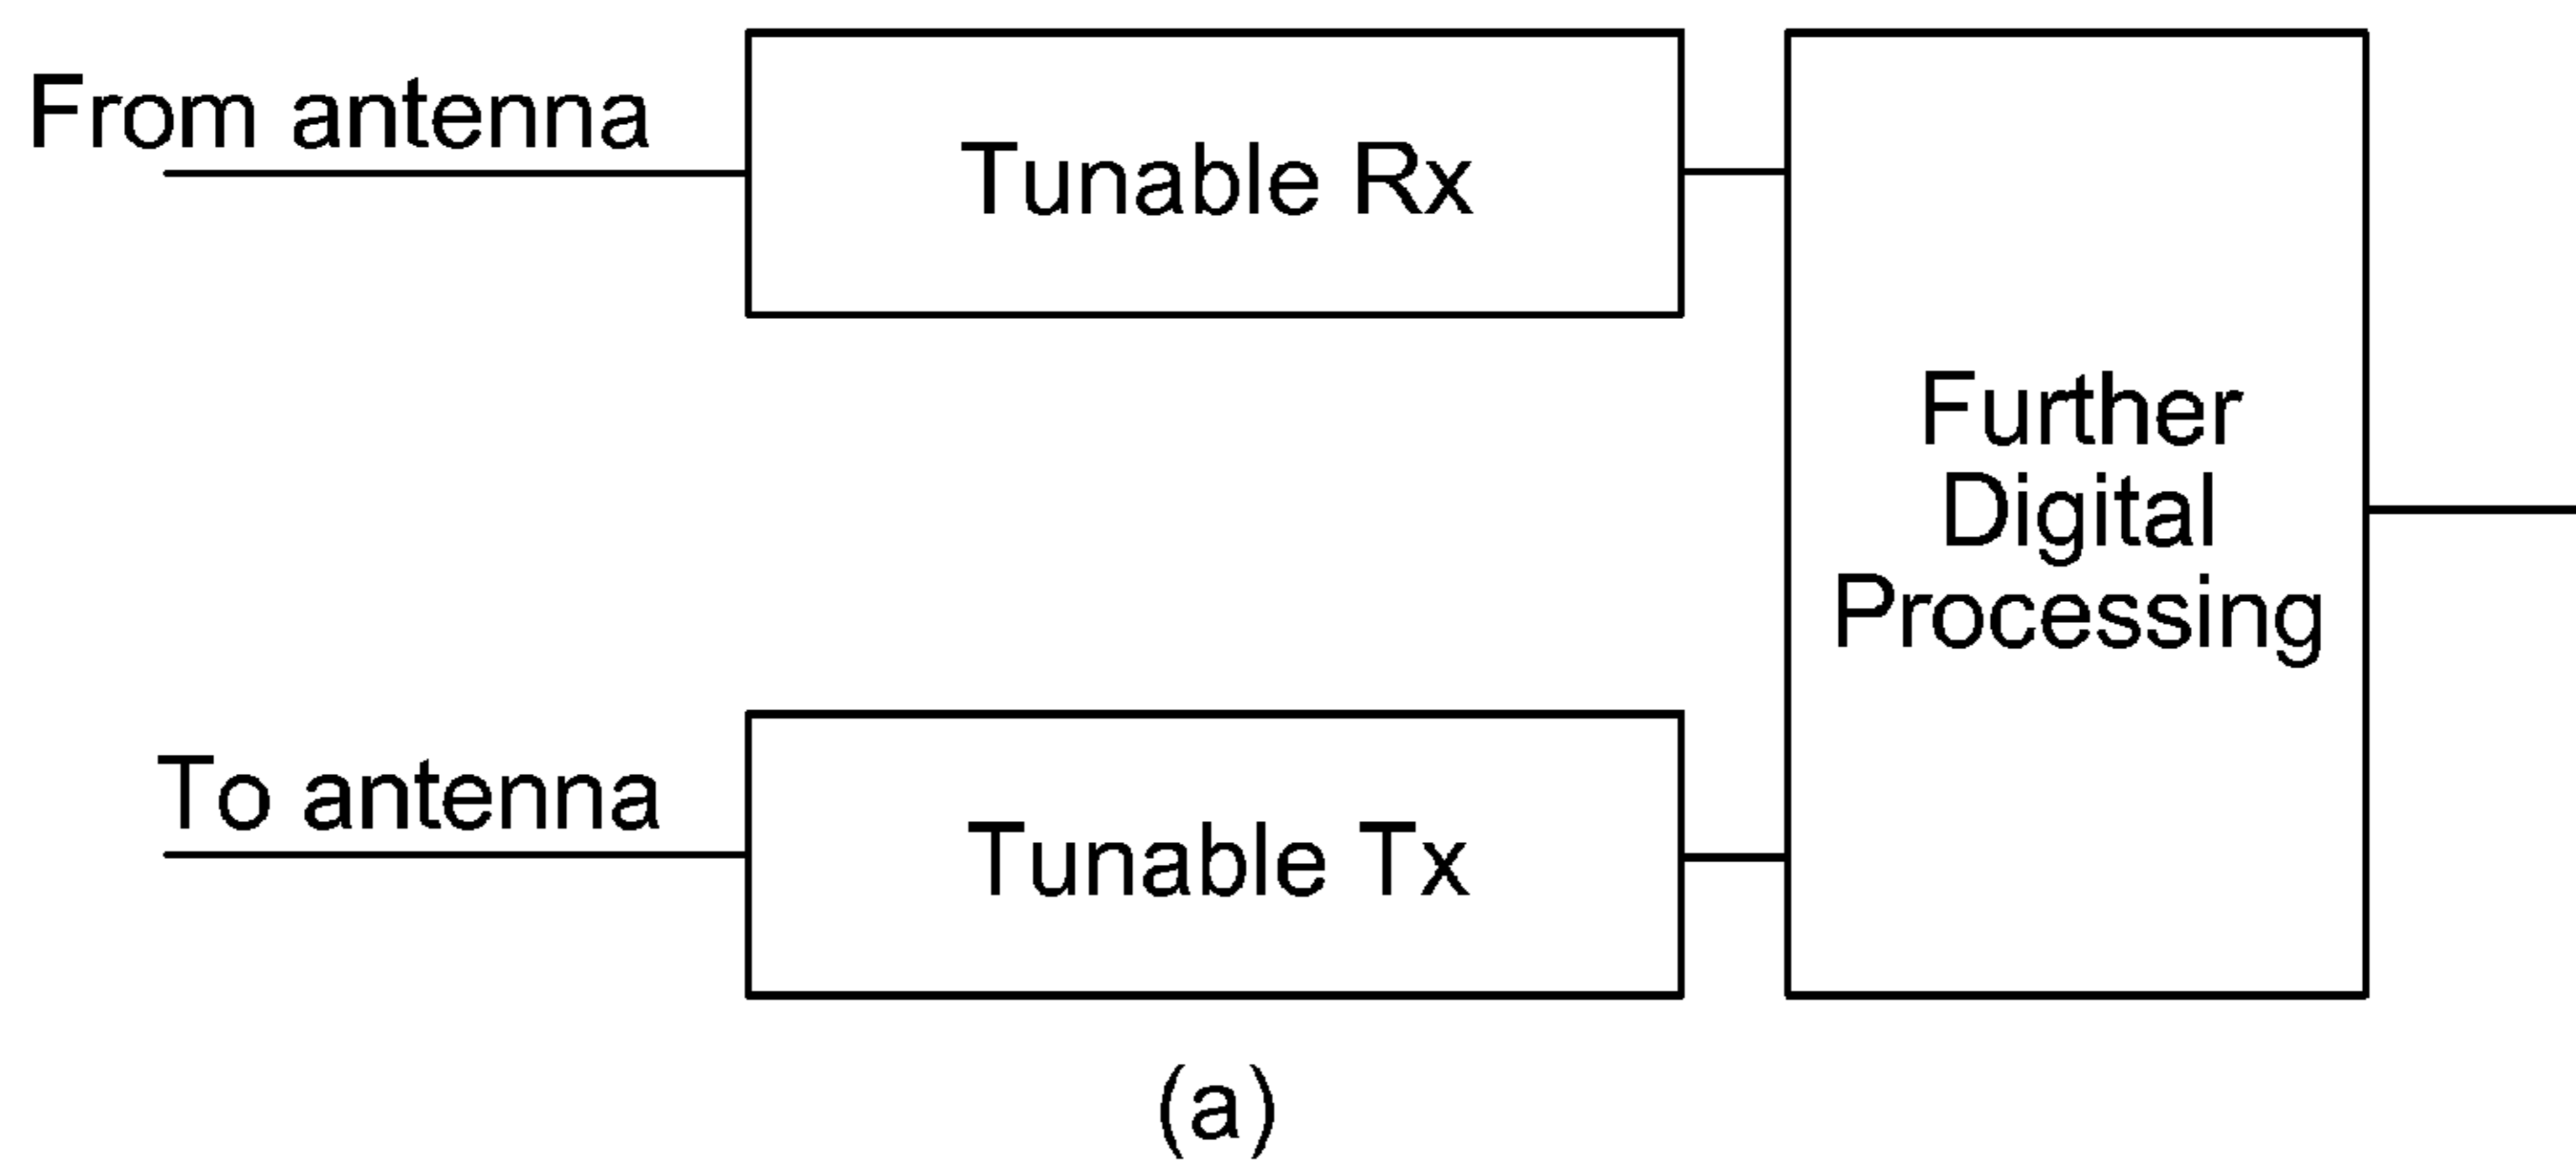 From antenna
Tunable Rx
Further
Digital
Processing
To antenna
Tunable Tx
(a)